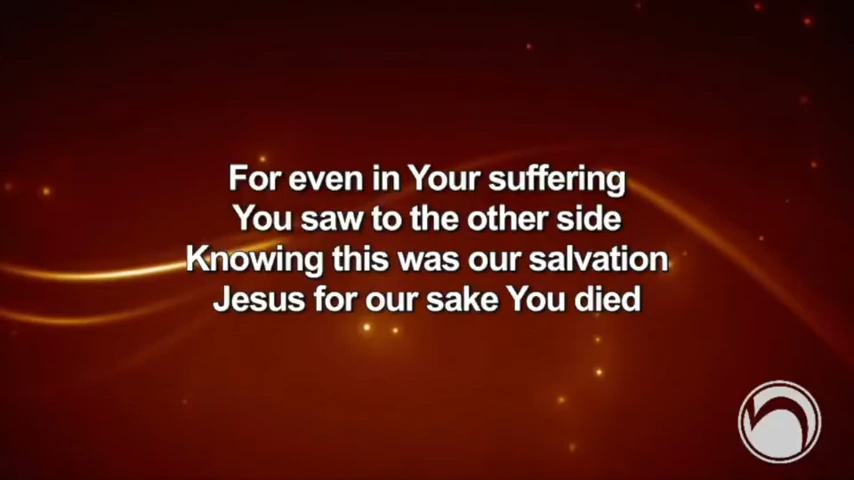 For even in Your suffering
You saw to the other side
Knowing this was our salvation
Jesus for our sake You died